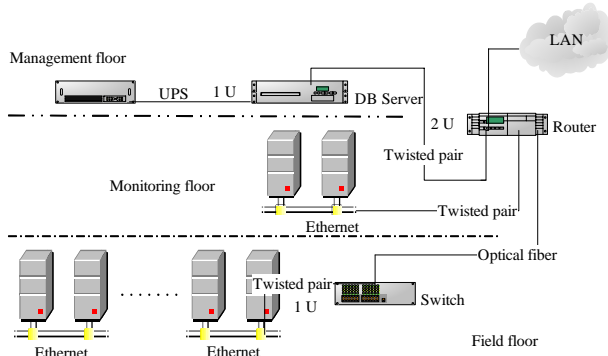 LAN
Management floor
UPS
1 U
DB Server
2 U
Router
Twisted pair
Monitoring floor
Twisted pair
Ethernet
Optical fiber
Twisted pair
1 U
Switch
Field floor
Ethernet
Ethernet